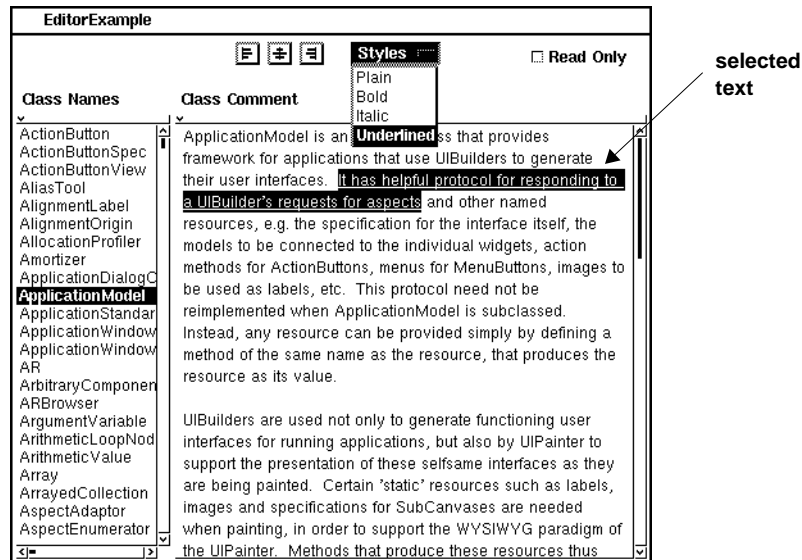 EditorExample
Styles
Read Only
Plain
Bold
Italic
Underlined
selected
text
Class Names
ActionButton
ActionButtonSpec
ActionButtonView
AliasTool
AlignmentLabel
AlignmentOrigin
AllocationProfiler
Amortizer
ApplicationDialogC
ApplicationModel
ApplicationStandar
ApplicationWindow
ApplicationWindow
AR
ArbitraryComponen
ARBrowser
ArgumentVariable
ArithmeticLoopNod
ArithmeticValue
Array
ArrayedCollection
AspectAdaptor
AspectEnumerator
Class Comment
ApplicationModel is an ss that provides
framework for applications that use UIBuilders to generate
their user interfaces. It has helpful protocol for responding to
a UIBuilder's requests for aspects and other named
resources, e.g. the specification for the interface itself, the
models to be connected to the individual widgets, action
methods for ActionButtons, menus for MenuButtons, images to
be used as labels, etc. This protocol need not be
reimplemented when ApplicationModel is subclassed.
Instead, any resource can be provided simply by defining a
method of the same name as the resource, that produces the
resource as its value.
UIBuilders are used not only to generate functioning user
interfaces for running applications, but also by UIPainter to
support the presentation of these selfsame interfaces as they
are being painted. Certain 'static' resources such as labels,
images and specifications for SubCanvases are needed
when painting, in order to support the WYSIWYG paradigm of
the UIPainter. Methods that produce these resources thus